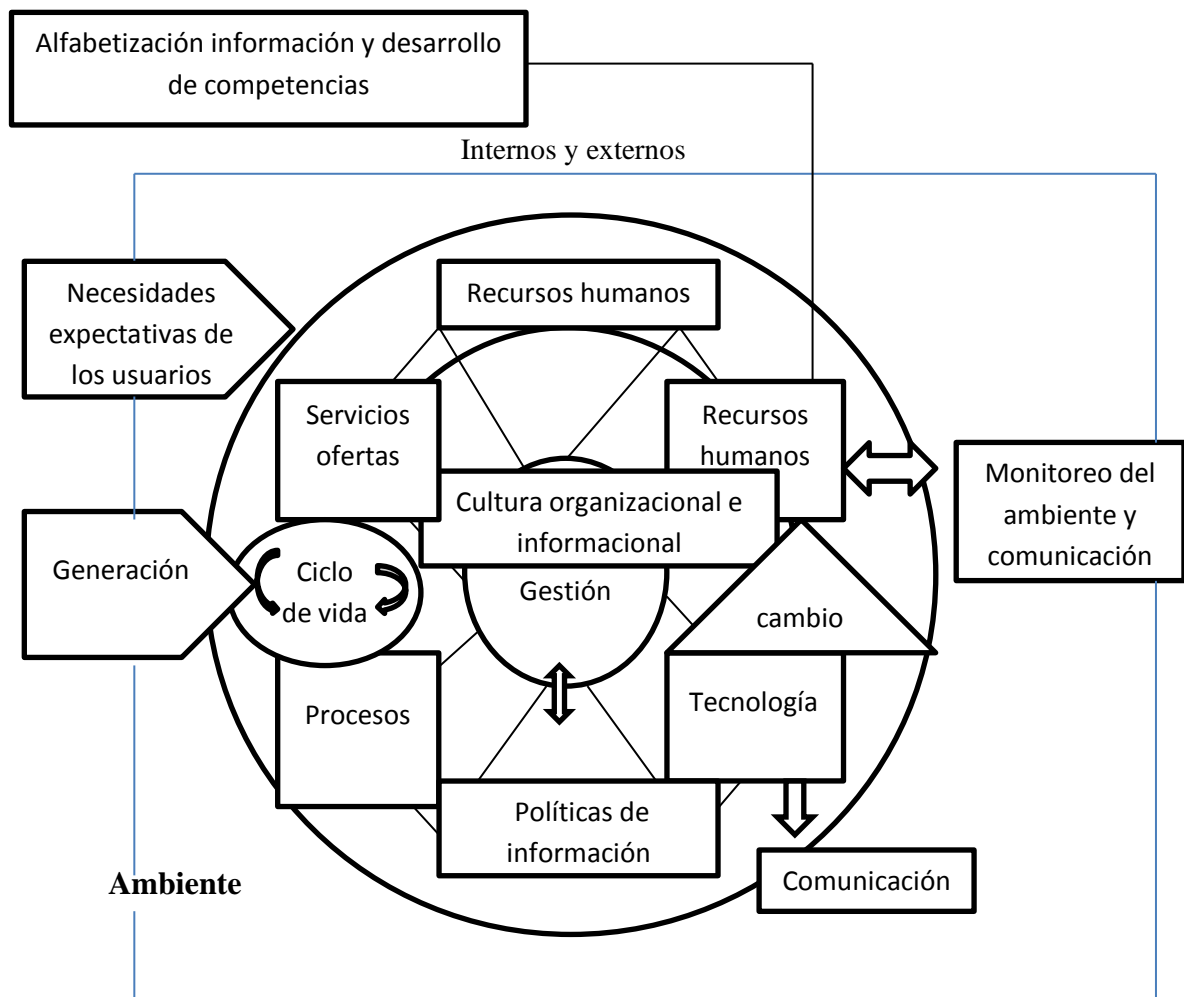 Alfabetización información y desarrollo
de competencias
Internos y externos
Necesidades
expectativas de
los usuarios
Recursos humanos
Servicios
ofertas
Recursos
humanos
Cultura organizacional e
informacional
Monitoreo del
ambiente y
comunicación
Generación
Ciclo
de vida
Gestión
cambio
Procesos
Tecnología
Políticas de
información
Ambiente
Comunicación